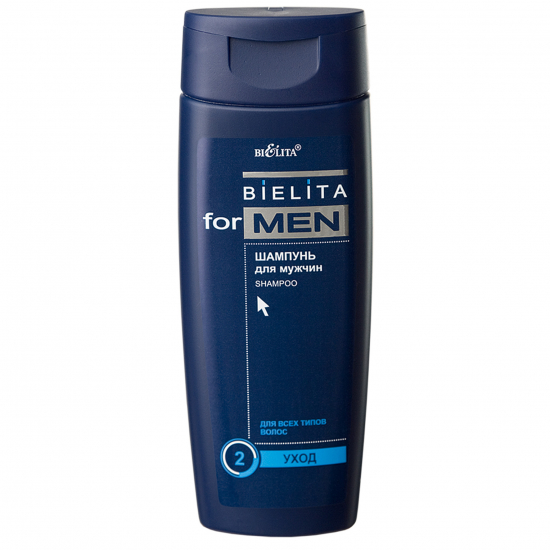 BIELITA®
BIELITA
for MEN
ШАМПУНЬ
для мужчин
SHAMPOO
ДЛЯ ВСЕХ ТИПОВ
ВОЛОС
2 УХОД